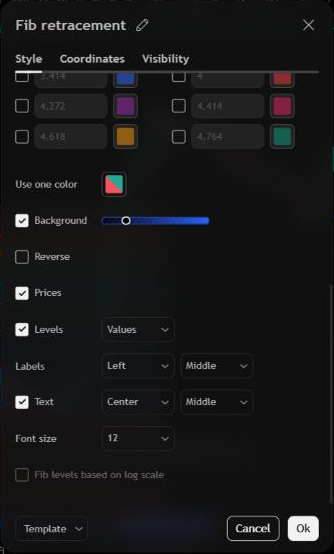 Fib retracement
Style Coordinates Visibility
3.414 4
4.272 4.414
4.618 4.764
Use one color
Background
Reverse
Prices
Levels Values
Labels Left Middle
Text Center Middle
Font size 12
Fib levels based on log scale
Template Cancel Ok